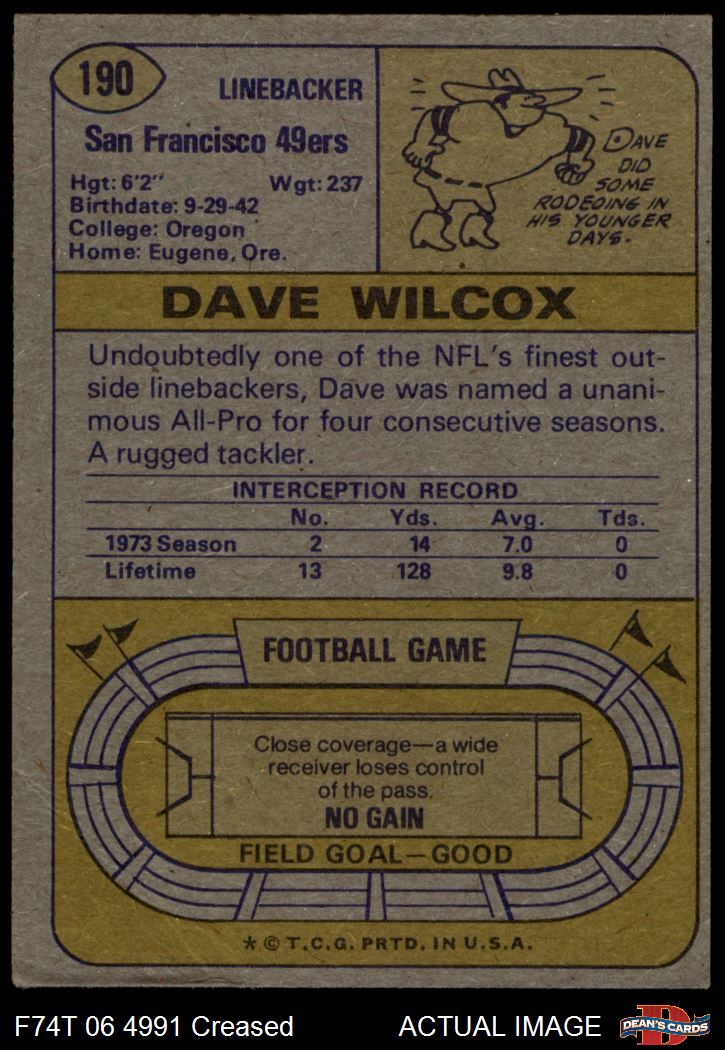 190
LINEBACKER
San Francisco 49ers
Hgt: 6'2"   Wgt: 237
Birthdate: 9-29-42
College: Oregon
Home: Eugene, Ore.
DAVE
DID
SOME
RODEOING IN
HIS YOUNGER
DAYS.
DAVE WILCOX
Undoubtedly one of the NFL's finest out-
side linebackers, Dave was named a unani-
mous All-Pro for four consecutive seasons.
A rugged tackler.
INTERCEPTION RECORD
No. Yds. Avg. Tds.
1973 Season 2 14 7.0 0
Lifetime 13 128 9.8 0
FOOTBALL GAME
Close coverage—a wide
receiver loses control
of the pass.
NO GAIN
FIELD GOAL—GOOD
* © T.C.G. PRTD. IN U.S.A.
F74T 06 4991 Creased ACTUAL IMAGE
D
DEAN'S CARDS